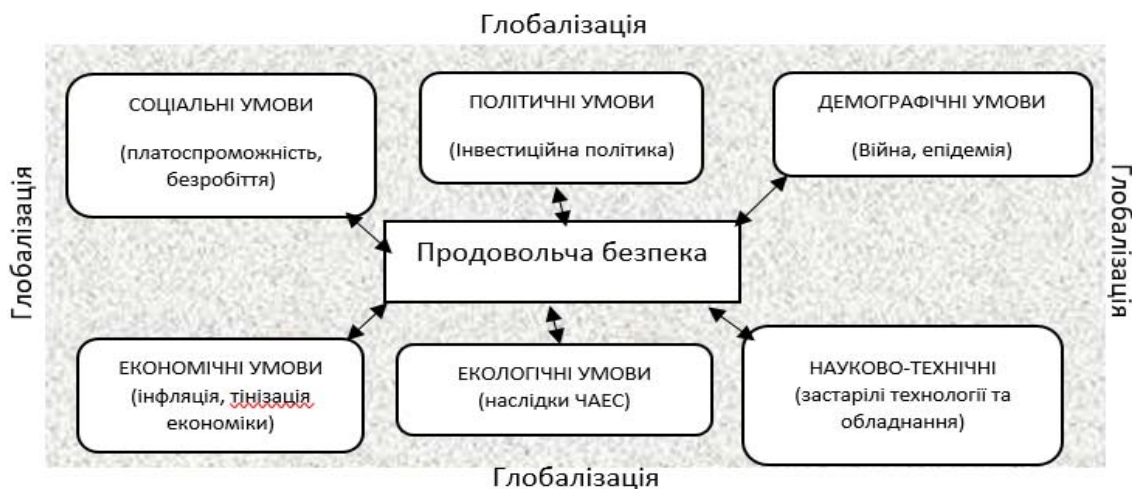 Глобалізація
СОЦІАЛЬНІ УМОВИ
(платоспроможність,
безробіття)
ПОЛІТИЧНІ УМОВИ
(Інвестиційна політика)
ДЕМОГРАФІЧНІ УМОВИ
(Війна, епідемія)
Глобалізація
Глобалізація
Продовольча безпека
ЕКОНОМІЧНІ УМОВИ
(інфляція, тінізація
економіки)
ЕКОЛОГІЧНІ УМОВИ
(наслідки ЧАЕС)
НАУКОВО-ТЕХНІЧНІ
(застарілі технології та
обладнання)
Глобалізація